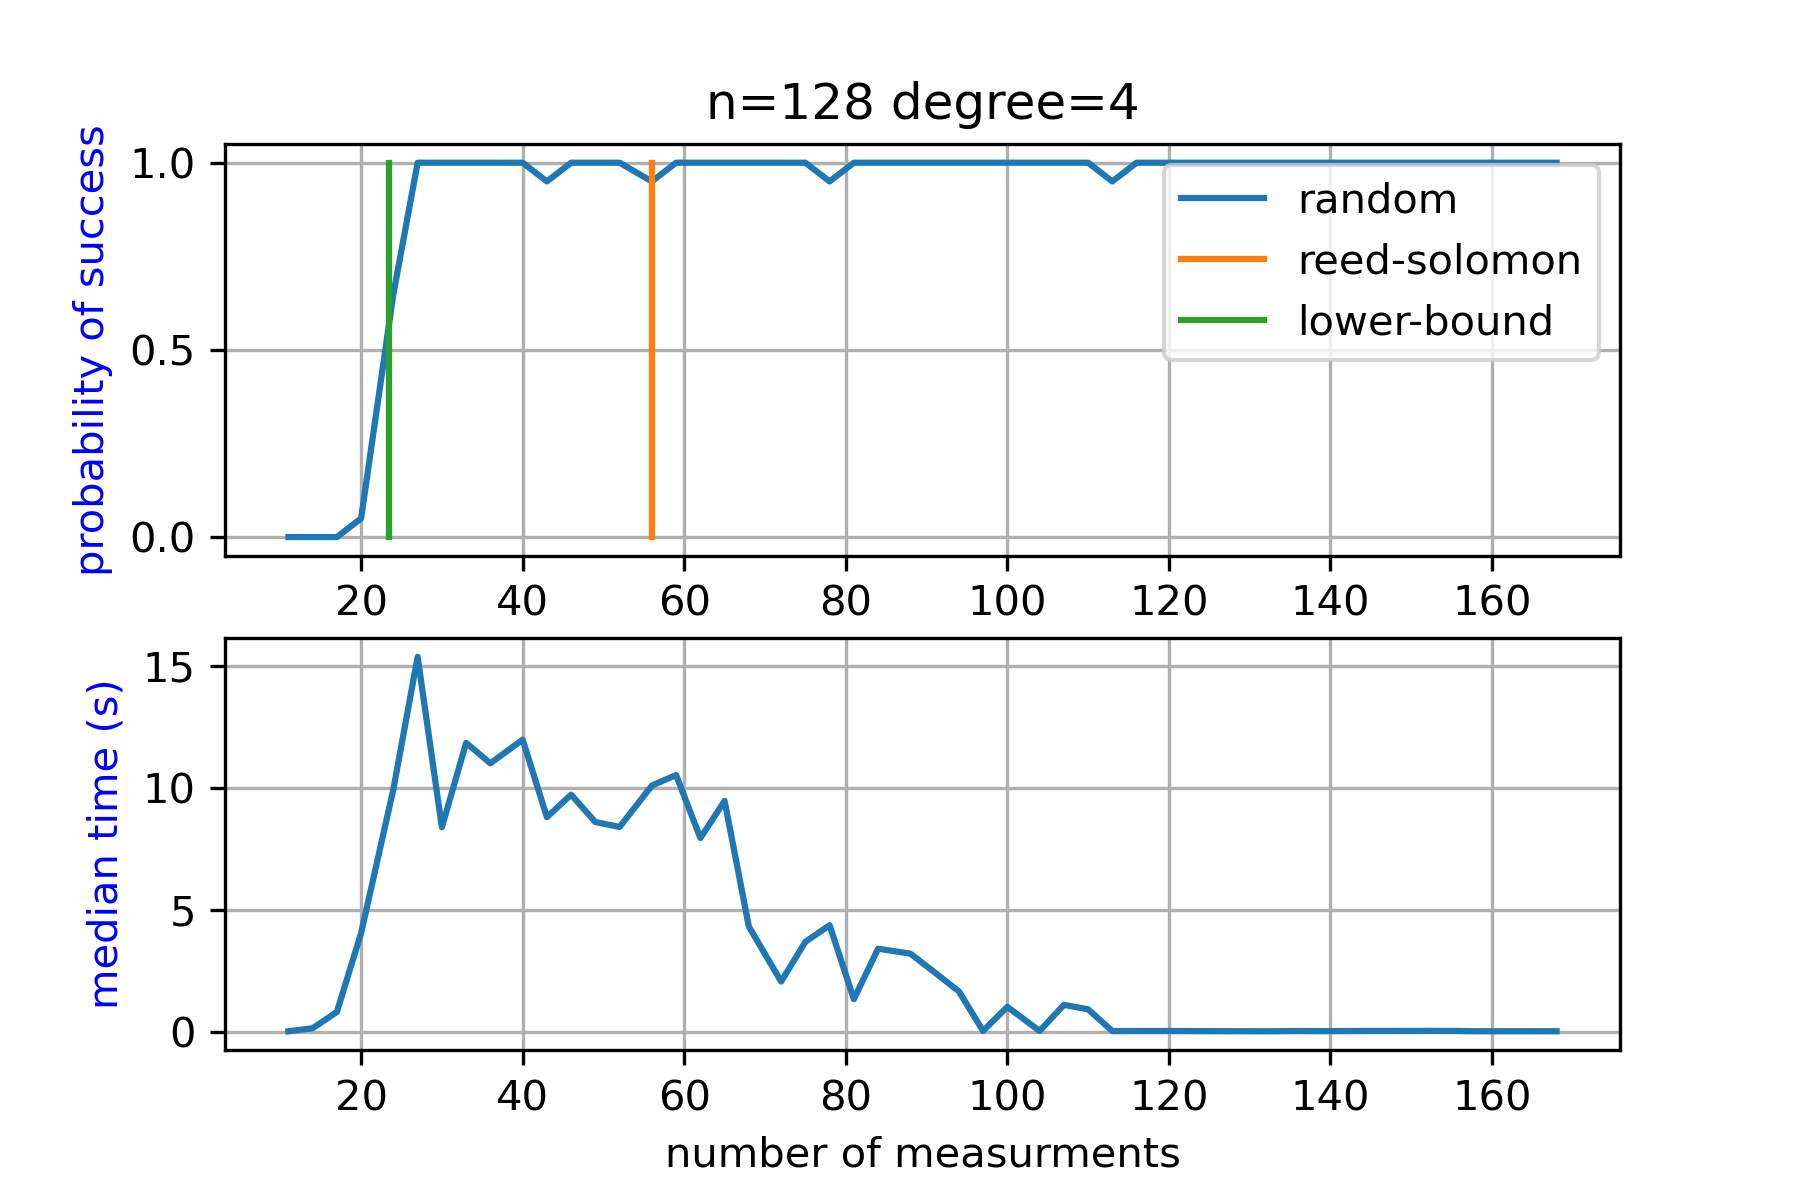 n=128 degree=4
probability of success
1.0
0.5
0.0
random
reed-solomon
lower-bound
20 40 60 80 100 120 140 160
median time (s)
15
10
5
0
20 40 60 80 100 120 140 160
number of measurments